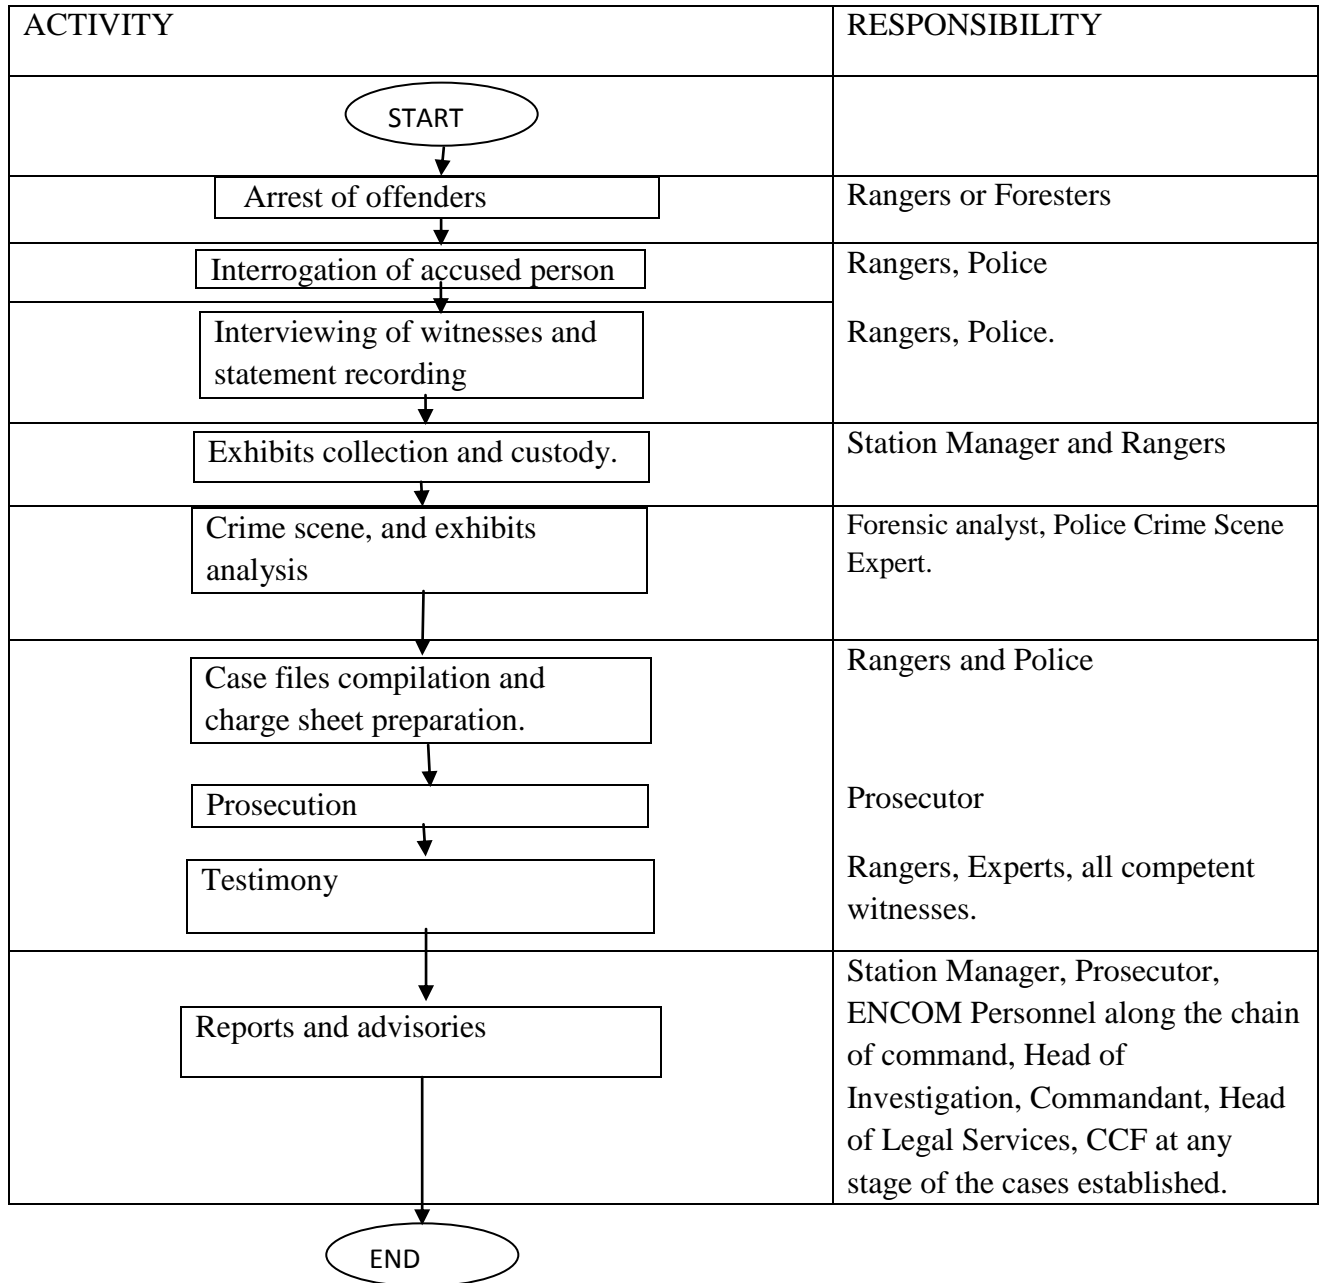 ACTIVITY
RESPONSIBILITY
START
Arrest of offenders
Rangers or Foresters
Interrogation of accused person
Rangers, Police
Interviewing of witnesses and
statement recording
Rangers, Police.
Exhibits collection and custody.
Station Manager and Rangers
Crime scene, and exhibits
analysis
Forensic analyst, Police Crime Scene
Expert.
Case files compilation and
charge sheet preparation.
Rangers and Police
Prosecution
Prosecutor
Testimony
Rangers, Experts, all competent
witnesses.
Reports and advisories
Station Manager, Prosecutor,
ENCOM Personnel along the chain
of command, Head of
Investigation, Commandant, Head
of Legal Services, CCF at any
stage of the cases established.
END